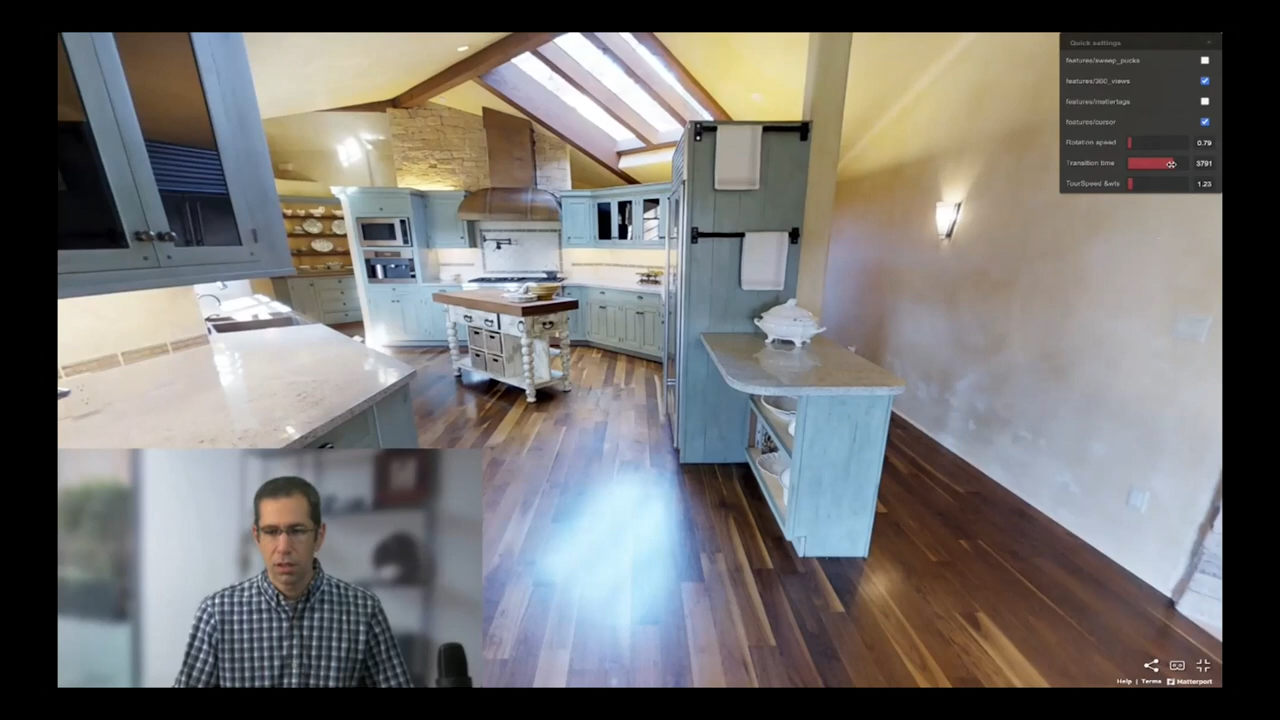 Quick settings
features/sweep_pucks
features/360_views
features/mattertags
features/cursor
Rotation speed 0.79
Transition time 3791
TourSpeed &wls 1.23
Help | Terms Matterport